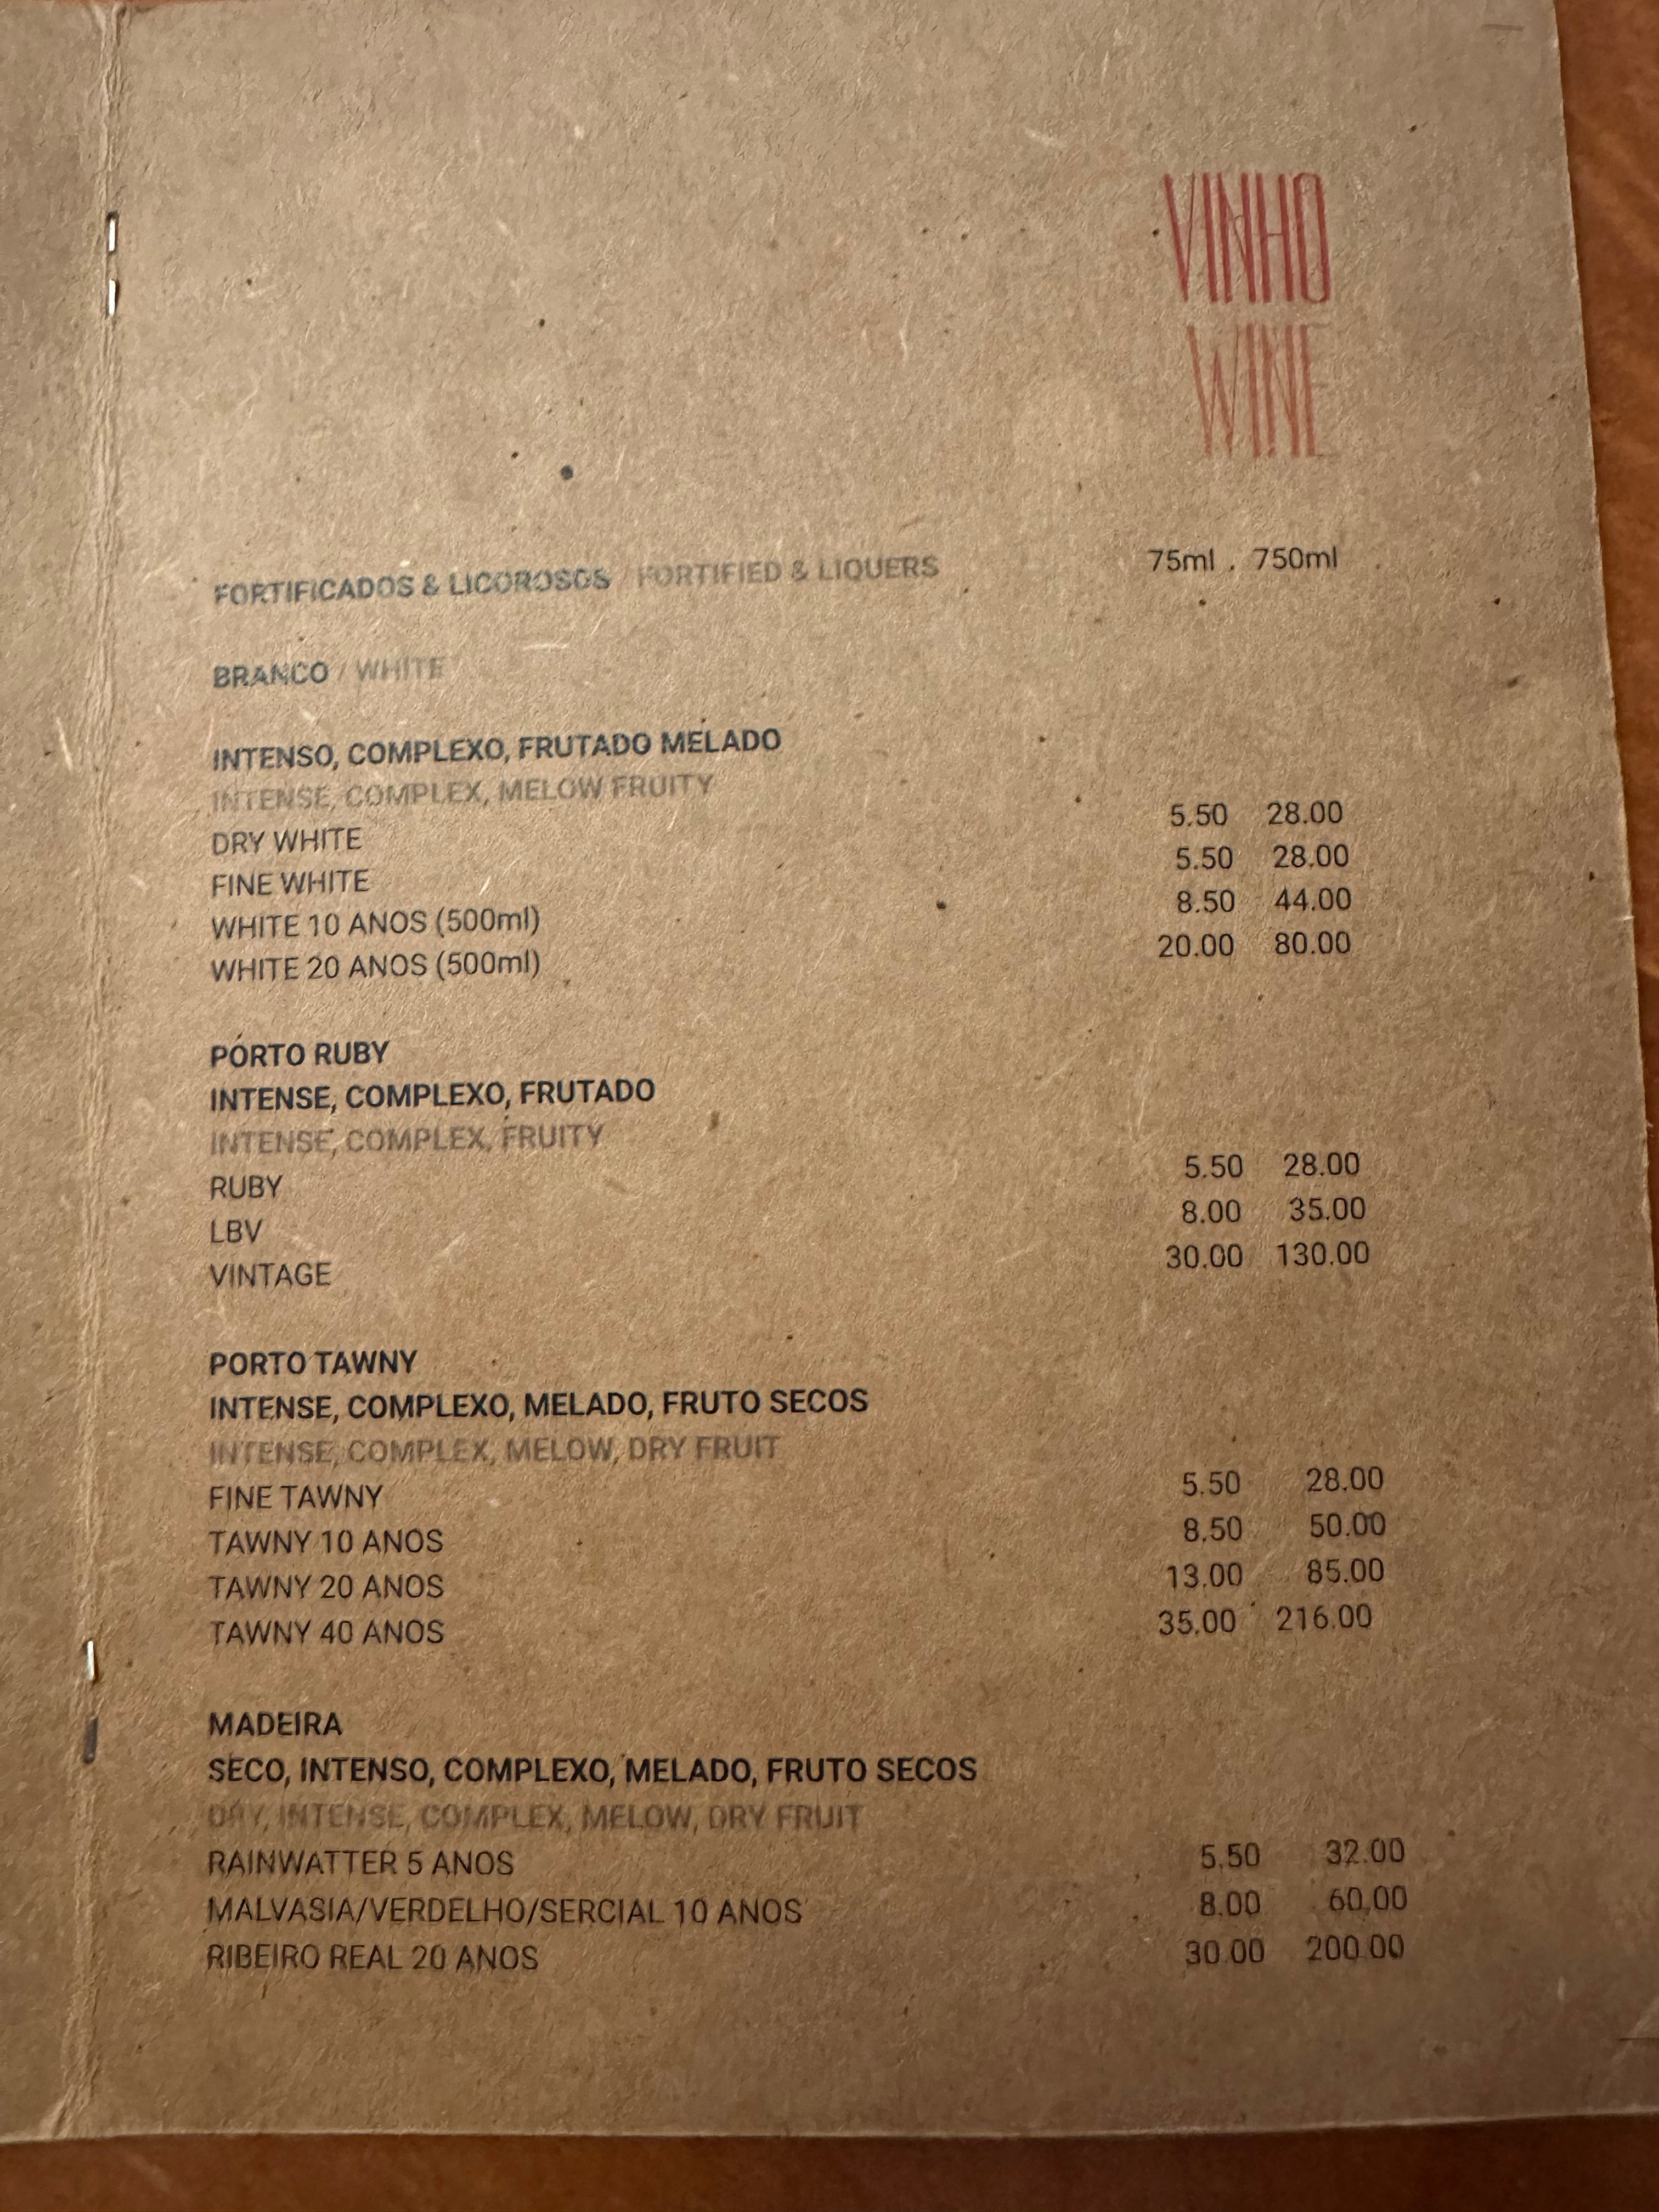 VINHO
WINE
FORTIFICADOS & LICOROSOS / FORTIFIED & LIQUERS 75ml . 750ml
BRANCO / WHITE
INTENSO, COMPLEXO, FRUTADO MELADO
INTENSE, COMPLEX, MELOW FRUITY
DRY WHITE 5.50 28.00
FINE WHITE 5.50 28.00
WHITE 10 ANOS (500ml) 8.50 44.00
WHITE 20 ANOS (500ml) 20.00 80.00
PORTO RUBY
INTENSE, COMPLEXO, FRUTADO
INTENSE, COMPLEX, FRUITY
RUBY 5.50 28.00
LBV 8.00 35.00
VINTAGE 30.00 130.00
PORTO TAWNY
INTENSE, COMPLEXO, MELADO, FRUTO SECOS
INTENSE, COMPLEX, MELOW, DRY FRUIT
FINE TAWNY 5.50 28.00
TAWNY 10 ANOS 8.50 50.00
TAWNY 20 ANOS 13.00 85.00
TAWNY 40 ANOS 35.00 216.00
MADEIRA
SECO, INTENSO, COMPLEXO, MELADO, FRUTO SECOS
DRY, INTENSE, COMPLEX, MELOW, DRY FRUIT
RAINWATTER 5 ANOS 5.50 32.00
MALVASIA/VERDELHO/SERCIAL 10 ANOS 8.00 60.00
RIBEIRO REAL 20 ANOS 30.00 200.00